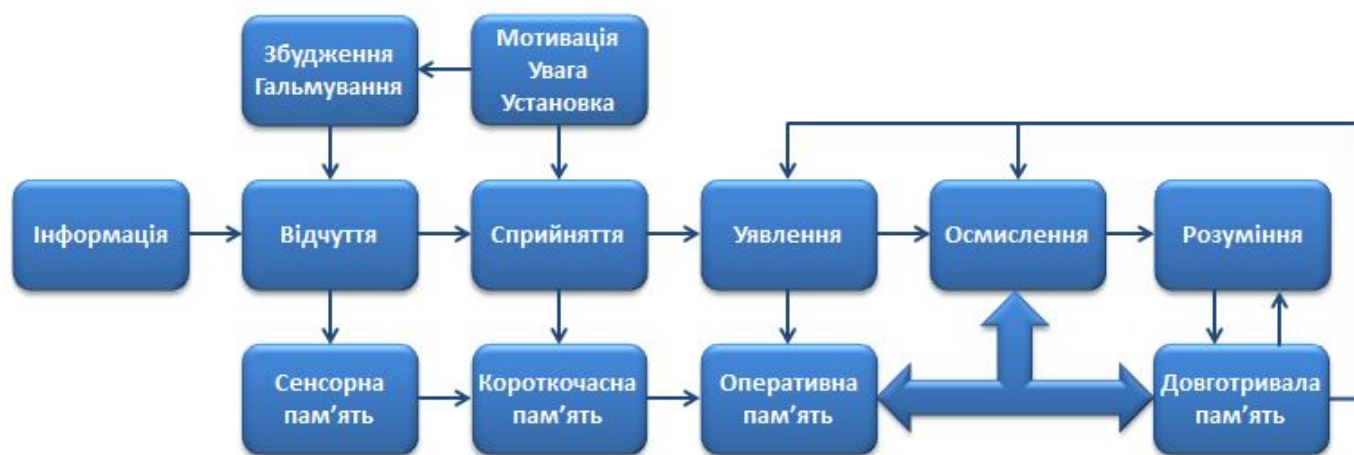 Збудження
Гальмування
Мотивація
Увага
Установка
Інформація
Відчуття
Сприйняття
Уявлення
Осмислення
Розуміння
Сенсорна
пам’ять
Короткочасна
пам’ять
Оперативна
пам’ять
Довготривала
пам’ять